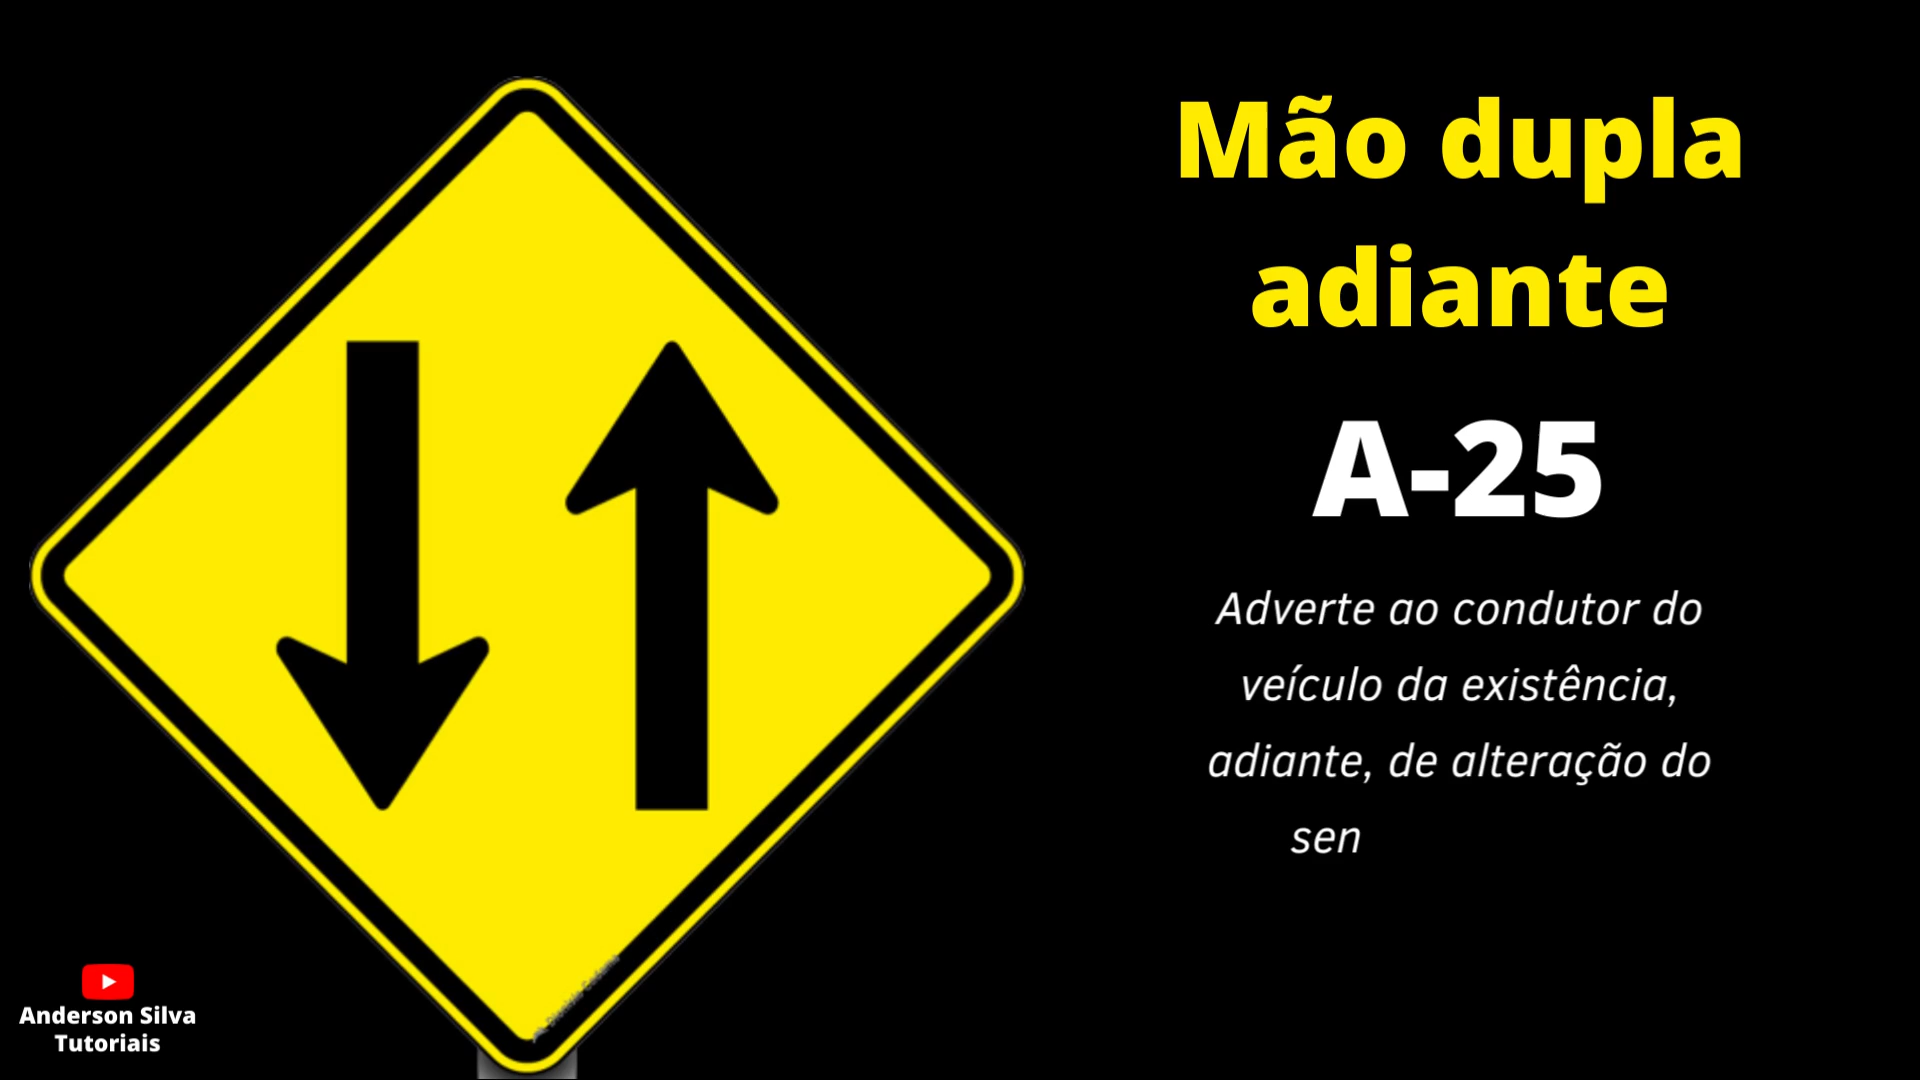 Mão dupla
adiante
A-25
Adverte ao condutor do
veículo da existência,
adiante, de alteração do
sen
Anderson Silva
Tutoriais